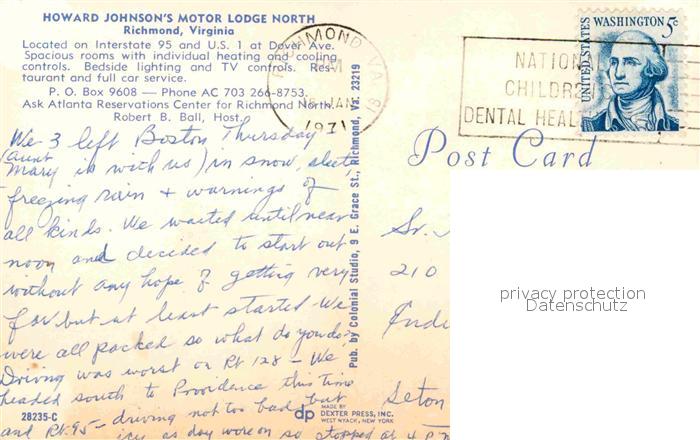 HOWARD JOHNSON'S MOTOR LODGE NORTH
Richmond, Virginia
Located on Interstate 95 and U.S. 1 at Dover Ave.
Spacious rooms with individual heating and cooling
controls. Bedside lighting and TV controls. Res-
taurant and full car service.
P. O. Box 9608 — Phone AC 703 266-8753.
Ask Atlanta Reservations Center for Richmond North.
Robert B. Ball, Host
We 3 left Boston Thursday
(aunt
Mary is with us) in snow, sleet,
freezing rain + warnings of
all kinds. We waited until near
noon and decided to start out
without any hope of getting very
far but at least started. We
were all packed so what do you do?
Driving was worst on Rt 128 - We
headed south to Providence this time
and Rt. 95 - driving not too bad but
icy as day wore on so stopped at 4 P.M.
28235-C
Pub. by Colonial Studio, 9 E. Grace St., Richmond, Va. 23219
dp
MADE BY
DEXTER PRESS, INC.
WEST NYACK, NEW YORK
RICHMOND, VA
JAN
1971
NATIONAL
CHILDREN
DENTAL HEAL
UNITED STATES
WASHINGTON 5c
Post Card
Sr.
210
Indi
Seton
privacy protection
Datenschutz